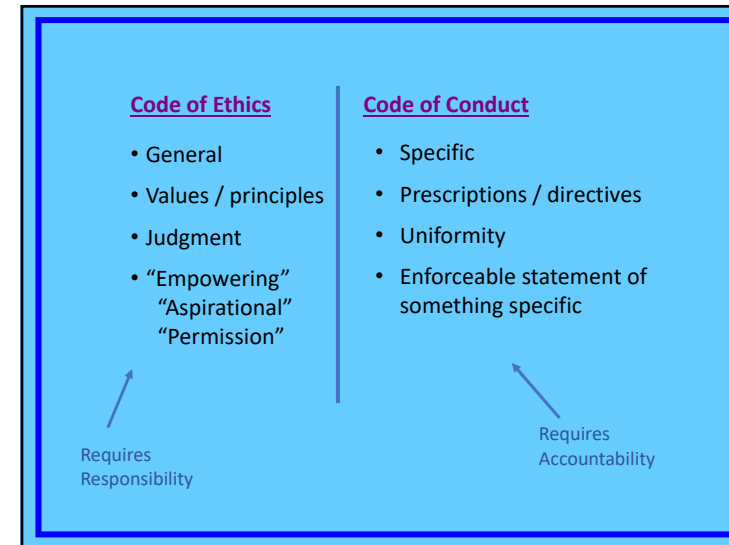 Code of Ethics
• General
• Values / principles
• Judgment
• “Empowering”
“Aspirational”
“Permission”
Requires
Responsibility
Code of Conduct
• Specific
• Prescriptions / directives
• Uniformity
• Enforceable statement of
something specific
Requires
Accountability